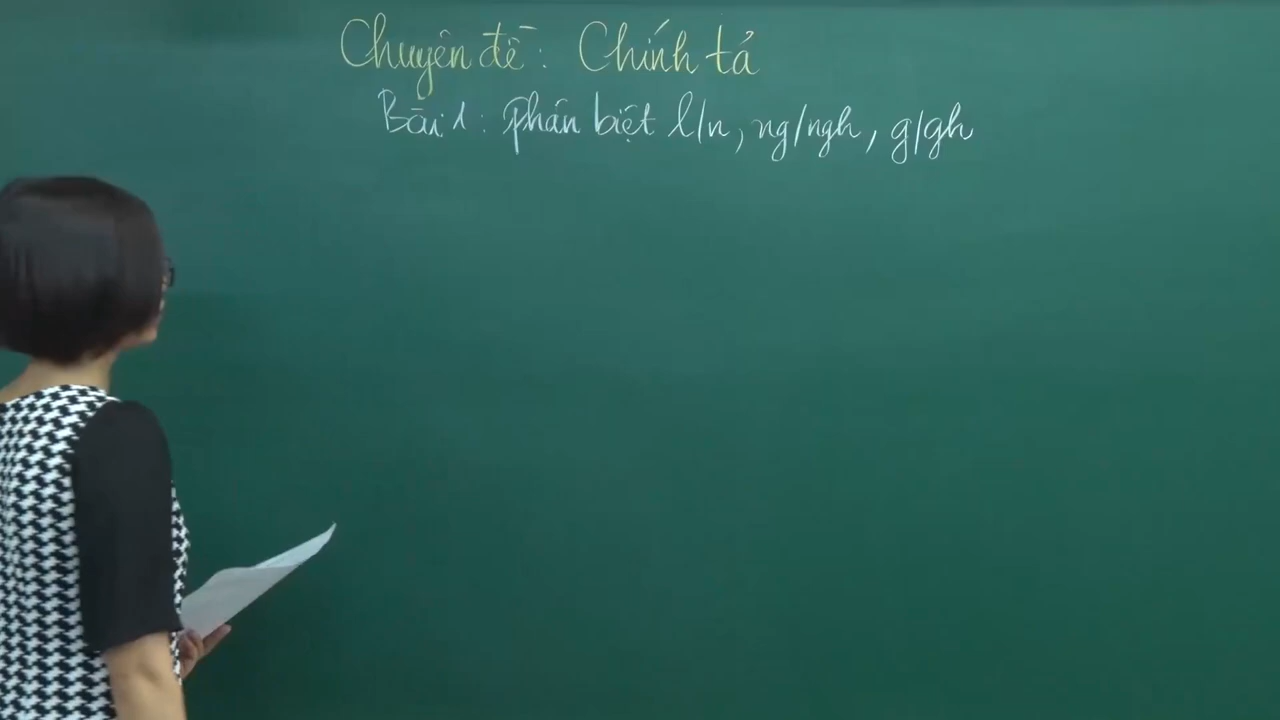 Chuyên đề: Chính tả
Bài 1: phân biệt l/n, ng/ngh, g/gh